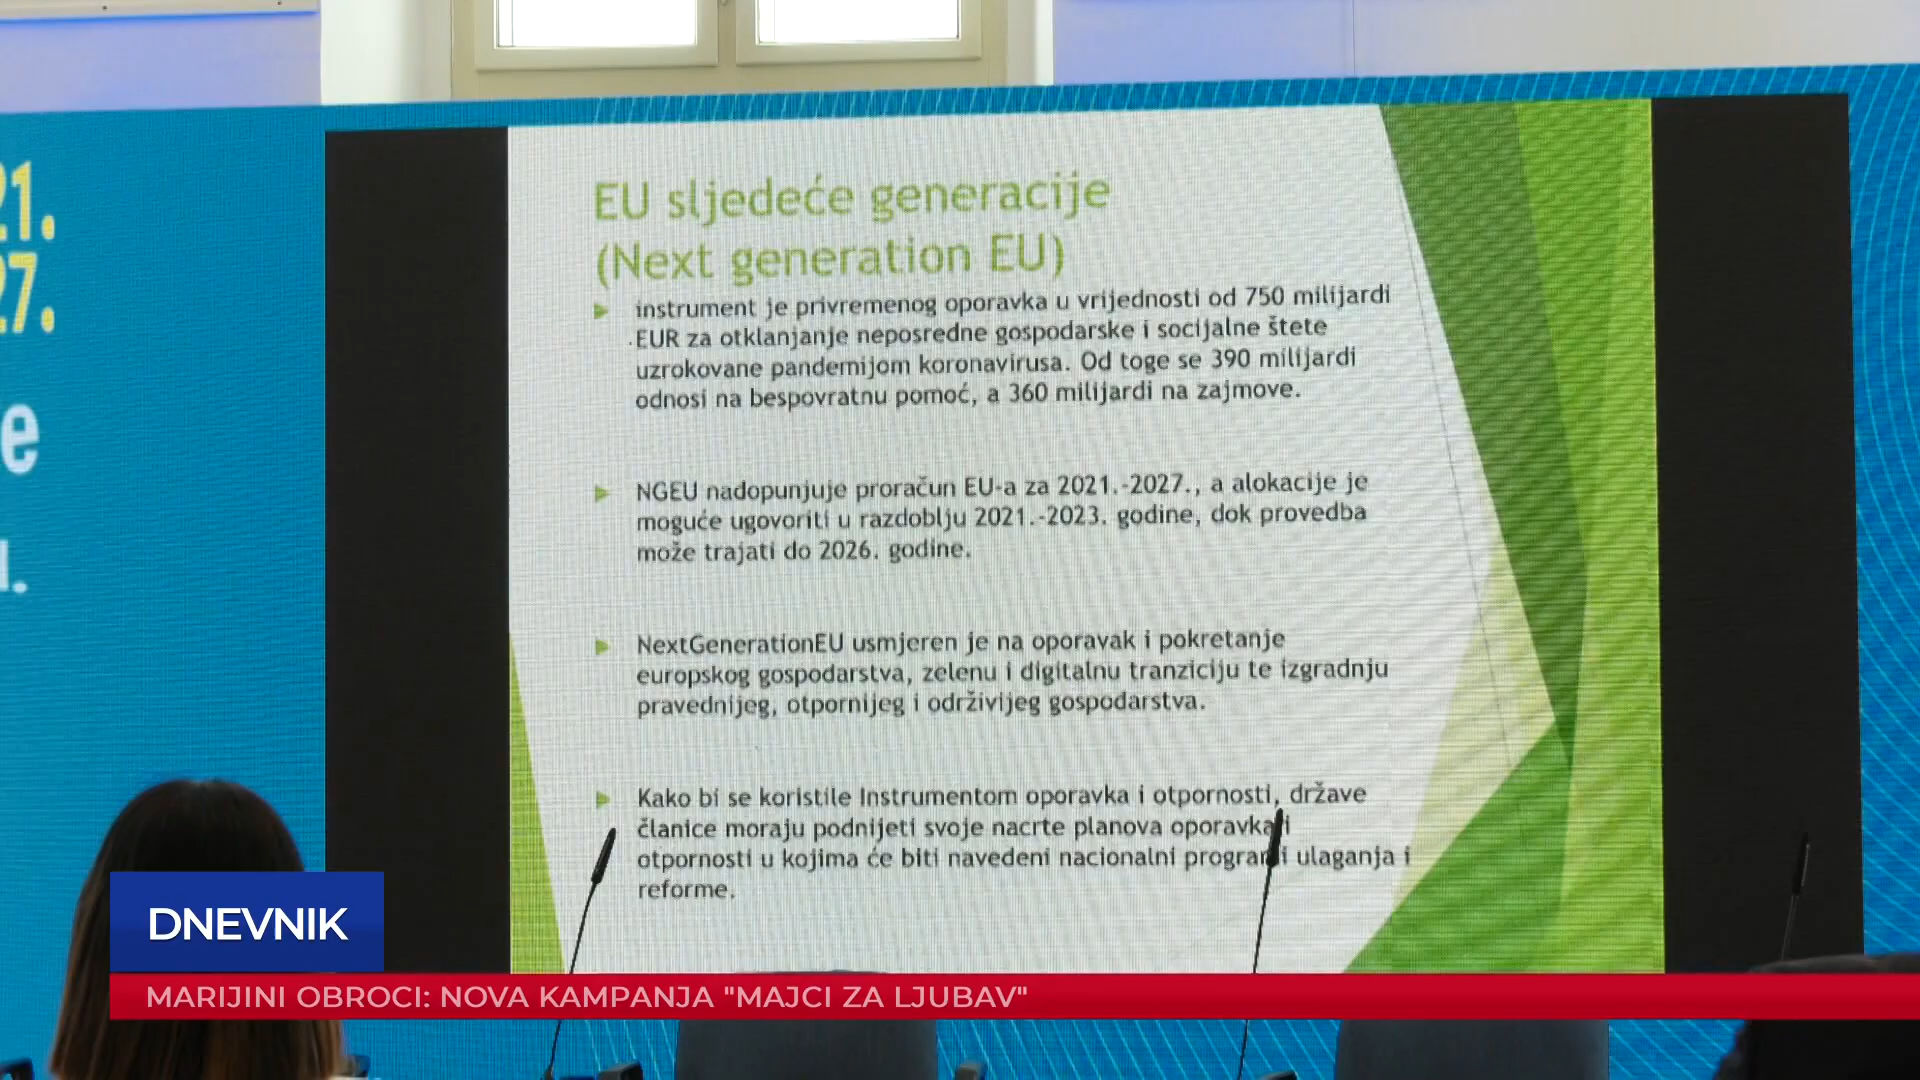 21.
27.
e
EU sljedeće generacije
(Next generation EU)
instrument je privremenog oporavka u vrijednosti od 750 milijardi
EUR za otklanjanje neposredne gospodarske i socijalne štete
uzrokovane pandemijom koronavirusa. Od toge se 390 milijardi
odnosi na bespovratnu pomoć, a 360 milijardi na zajmove.
NGEU nadopunjuje proračun EU-a za 2021.-2027., a alokacije je
moguće ugovoriti u razdoblju 2021.-2023. godine, dok provedba
može trajati do 2026. godine.
NextGenerationEU usmjeren je na oporavak i pokretanje
europskog gospodarstva, zelenu i digitalnu tranziciju te izgradnju
pravednijeg, otpornijeg i održivijeg gospodarstva.
Kako bi se koristile Instrumentom oporavka i otpornosti, države
članice moraju podnijeti svoje nacrte planova oporavka i
otpornosti u kojima će biti navedeni nacionalni programi ulaganja i
reforme.
DNEVNIK
MARIJINI OBROCI: NOVA KAMPANJA "MAJCI ZA LJUBAV"